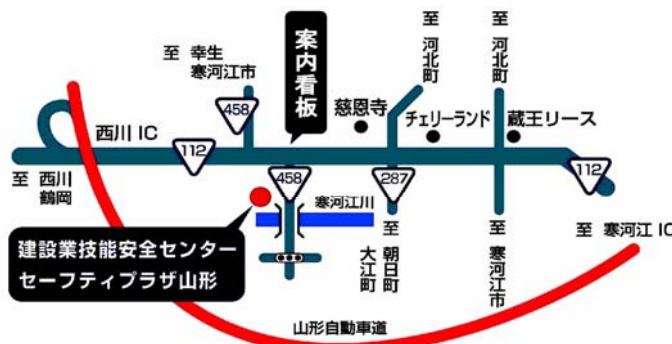 至 河北町
至 河北町
案内看板
至 幸生
寒河江市
458
慈恩寺
チェリーランド
蔵王リース
西川 IC
112
至 西川
鶴岡
458
287
112
寒河江川
建設業技能安全センター
セーフティプラザ山形
至 朝日町
大江町
至 寒河江市
至 寒河江 IC
山形自動車道